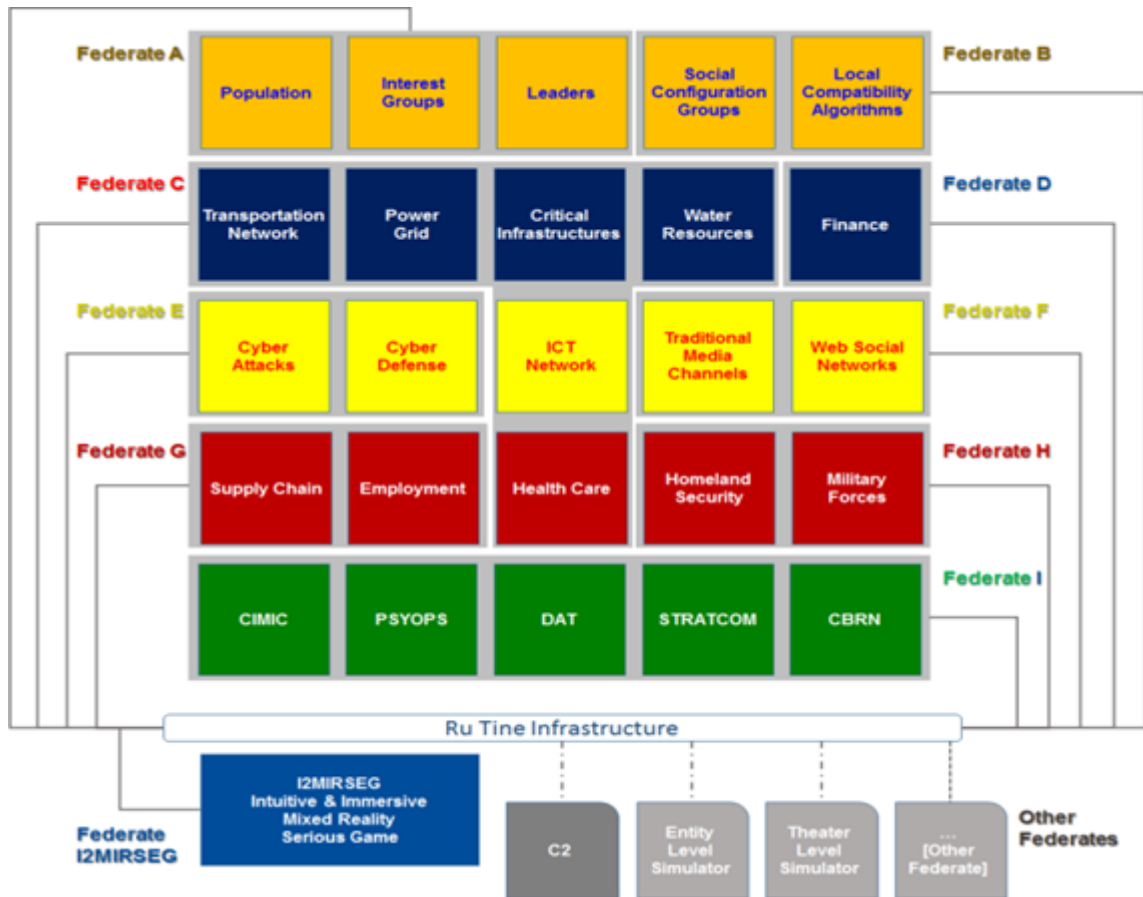 Federate A
Federate B
Population
Interest
Groups
Leaders
Social
Configuration
Groups
Local
Compatibility
Algorithms
Federate C
Federate D
Transportation
Network
Power
Grid
Critical
Infrastructures
Water
Resources
Finance
Federate E
Federate F
Cyber
Attacks
Cyber
Defense
ICT
Network
Traditional
Media
Channels
Web Social
Networks
Federate G
Federate H
Supply Chain
Employment
Health Care
Homeland
Security
Military
Forces
Federate I
CIMIC
PSYOPS
DAT
STRATCOM
CBRN
Ru Tine Infrastructure
I2MIRSEG
Intuitive & Immersive
Mixed Reality
Serious Game
Federate
I2MIRSEG
C2
Entity
Level
Simulator
Theater
Level
Simulator
...
[Other
Federate]
Other
Federates